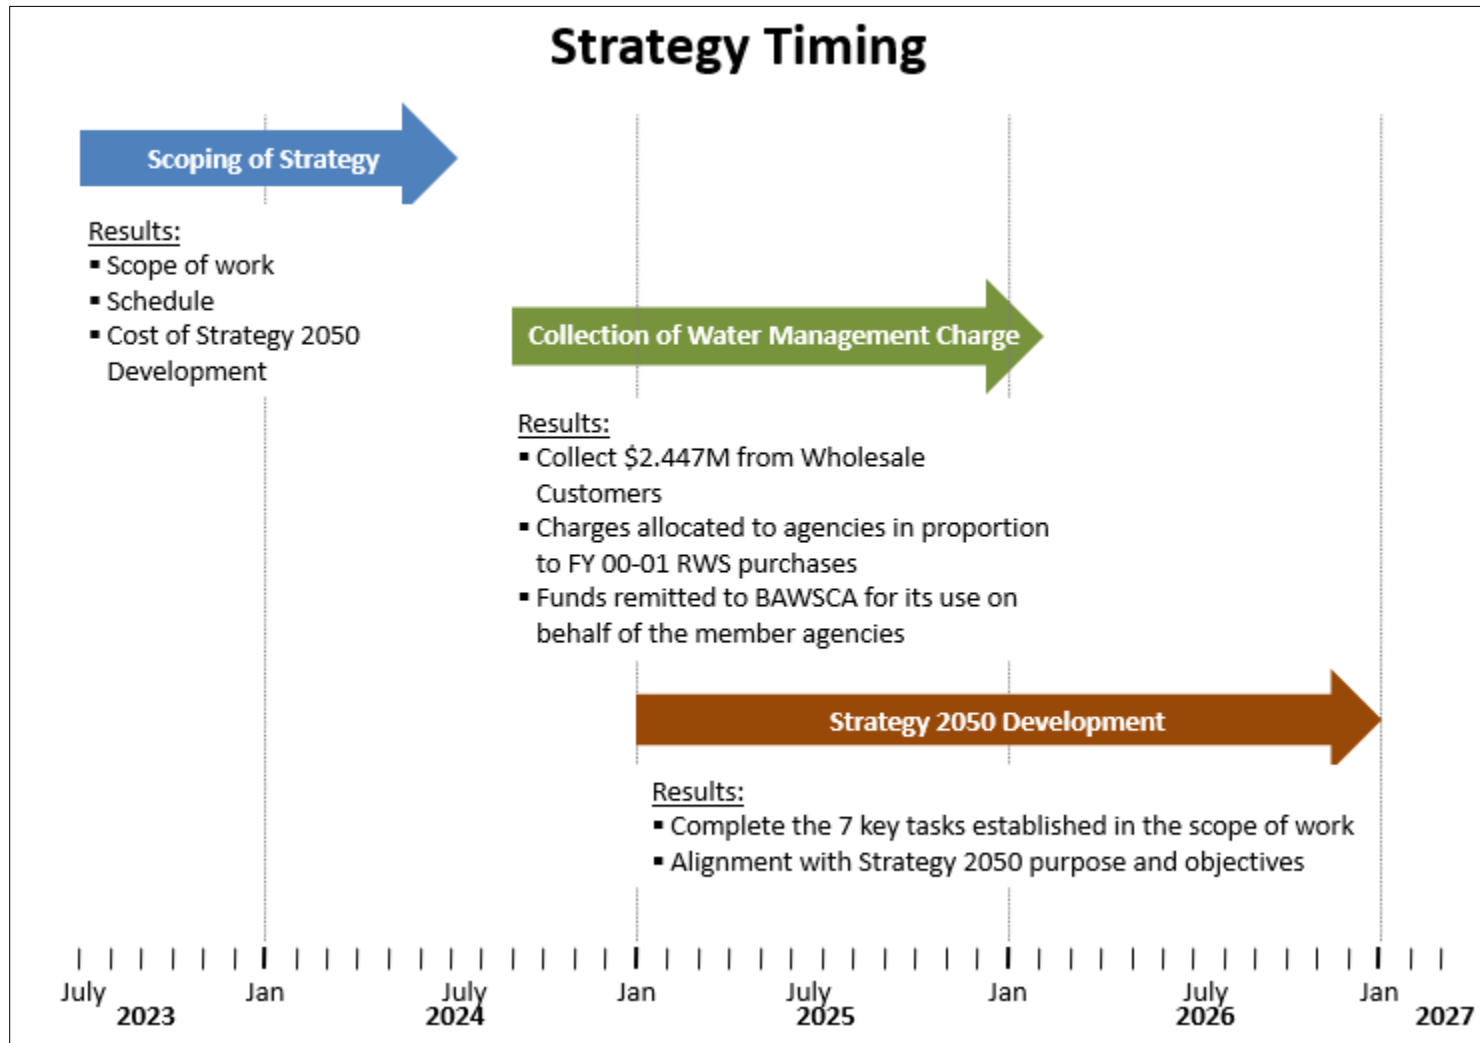 Strategy Timing
Scoping of Strategy
Results:
▪ Scope of work
▪ Schedule
▪ Cost of Strategy 2050
Development
Collection of Water Management Charge
Results:
▪ Collect $2.447M from Wholesale
Customers
▪ Charges allocated to agencies in proportion
to FY 00-01 RWS purchases
▪ Funds remitted to BAWSCA for its use on
behalf of the member agencies
Strategy 2050 Development
Results:
▪ Complete the 7 key tasks established in the scope of work
▪ Alignment with Strategy 2050 purpose and objectives
July Jan July Jan July Jan July Jan
2023 2024 2025 2026 2027